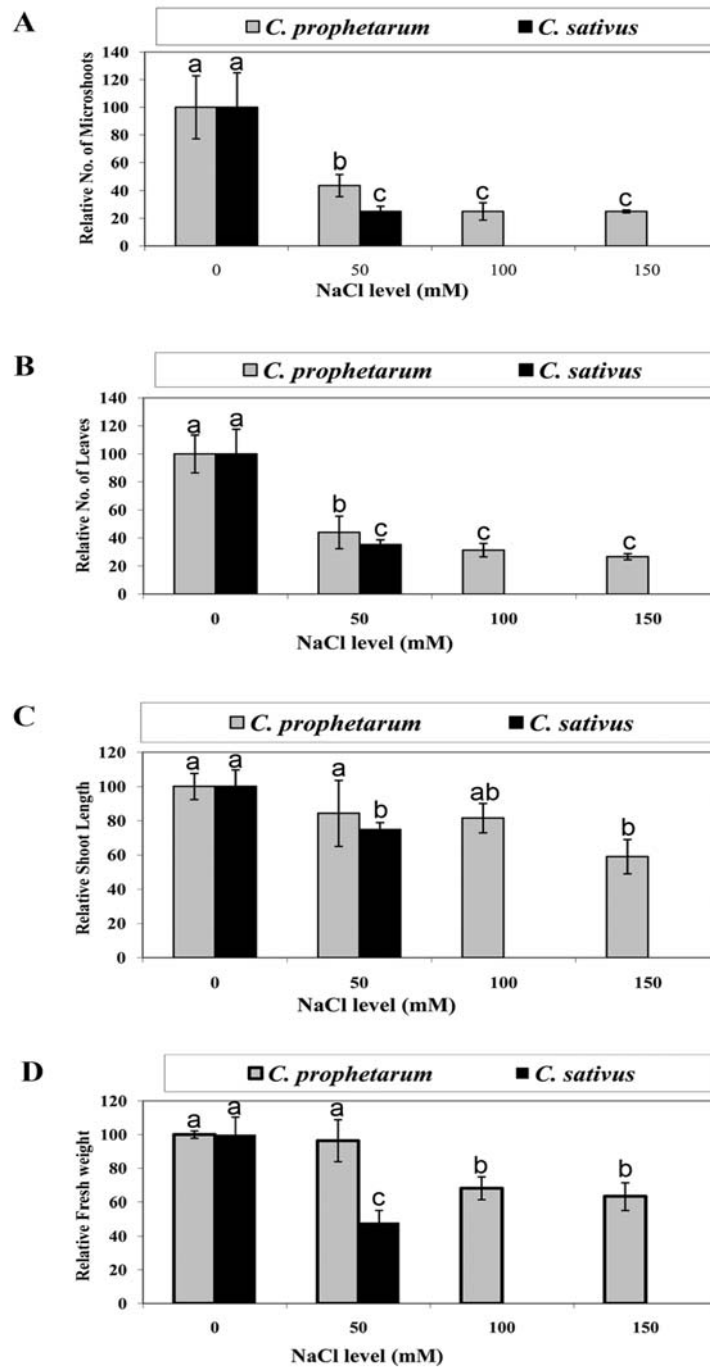 A
C. prophetarum C. sativus
Relative No. of Microshoots
140
120
100
80
60
40
20
0
a a
b
c
c
c
0 50 100 150
NaCl level (mM)
B
C. prophetarum C. sativus
Relative No. of Leaves
140
120
100
80
60
40
20
0
a a
b
c
c
c
0 50 100 150
NaCl level (mM)
C
C. prophetarum C. sativus
Relative Shoot Length
120
100
80
60
40
20
0
a a
a
b
ab
b
0 50 100 150
NaCl level (mM)
D
C. prophetarum C. sativus
Relative Fresh weight
120
100
80
60
40
20
0
a a
a
c
b
b
0 50 100 150
NaCl level (mM)